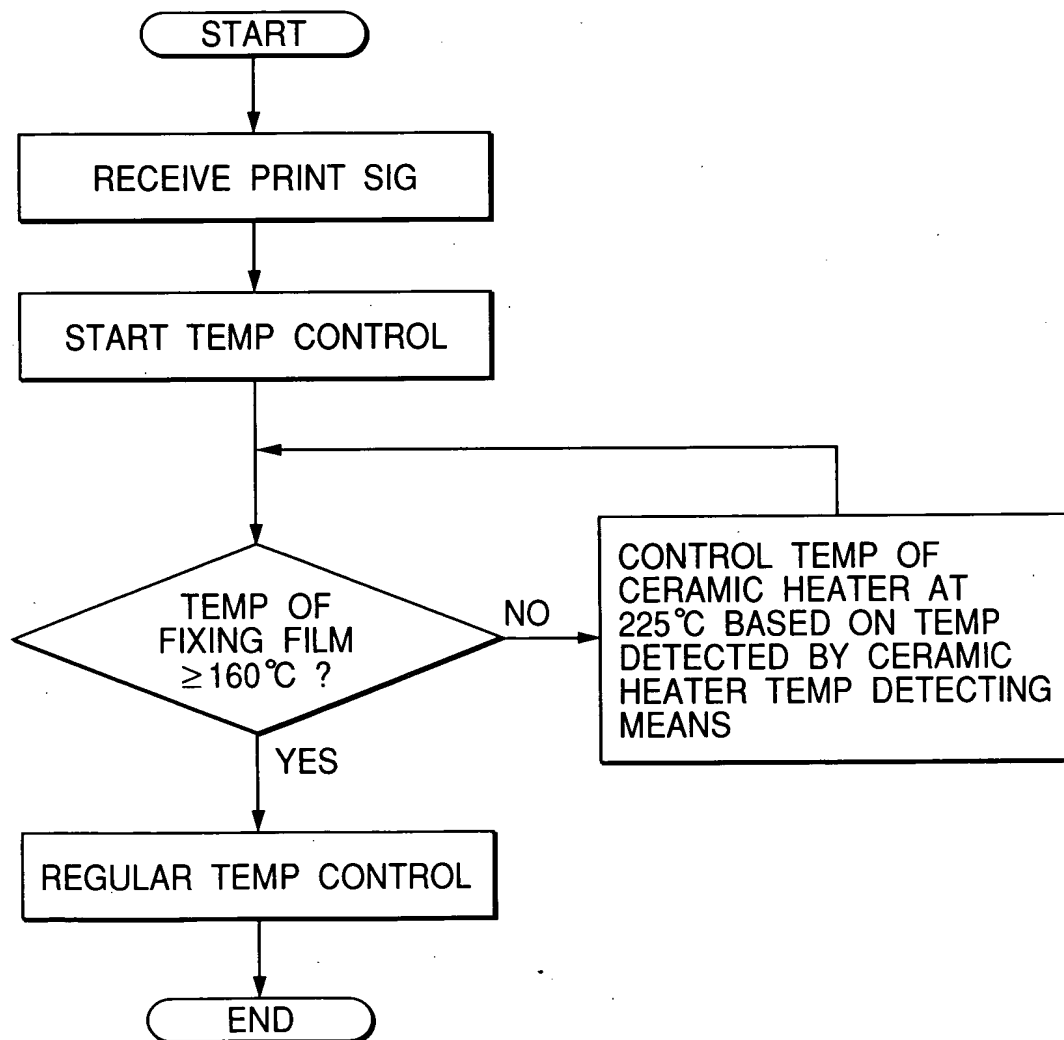 START
RECEIVE PRINT SIG
START TEMP CONTROL
TEMP OF
FIXING FILM
≥160°C ?
NO
CONTROL TEMP OF
CERAMIC HEATER AT
225°C BASED ON TEMP
DETECTED BY CERAMIC
HEATER TEMP DETECTING
MEANS
YES
REGULAR TEMP CONTROL
END